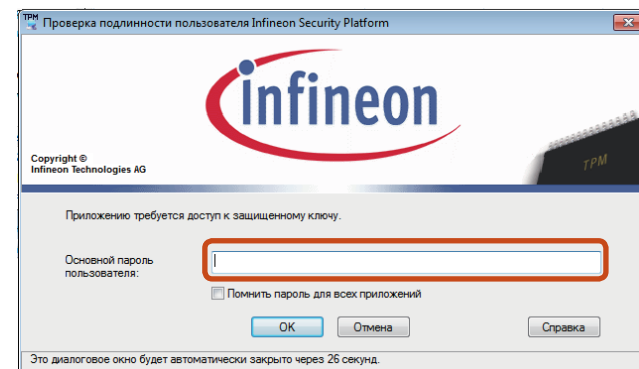 TPM Проверка подлинности пользователя Infineon Security Platform
infineon
Copyright ©
Infineon Technologies AG
TPM
Приложению требуется доступ к защищенному ключу.
Основной пароль
пользователя:
Помнить пароль для всех приложений
OK Отмена Справка
Это диалоговое окно будет автоматически закрыто через 26 секунд.